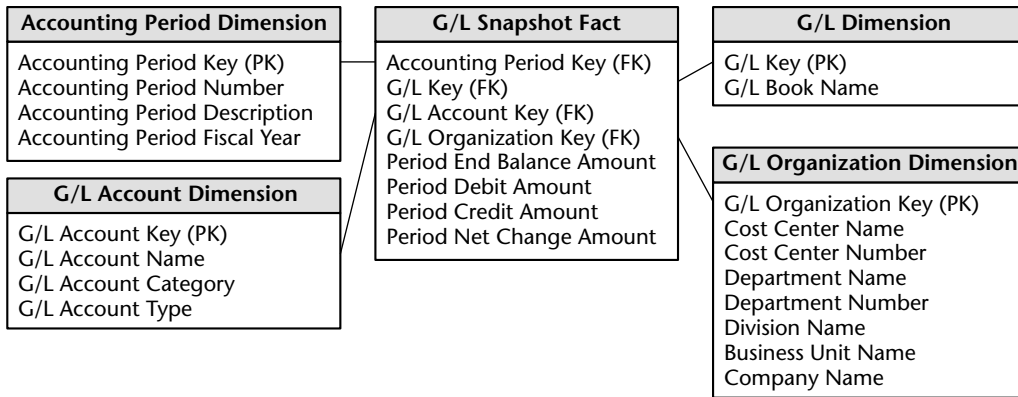 Accounting Period Dimension
Accounting Period Key (PK)
Accounting Period Number
Accounting Period Description
Accounting Period Fiscal Year
G/L Account Dimension
G/L Account Key (PK)
G/L Account Name
G/L Account Category
G/L Account Type
G/L Snapshot Fact
Accounting Period Key (FK)
G/L Key (FK)
G/L Account Key (FK)
G/L Organization Key (FK)
Period End Balance Amount
Period Debit Amount
Period Credit Amount
Period Net Change Amount
G/L Dimension
G/L Key (PK)
G/L Book Name
G/L Organization Dimension
G/L Organization Key (PK)
Cost Center Name
Cost Center Number
Department Name
Department Number
Division Name
Business Unit Name
Company Name